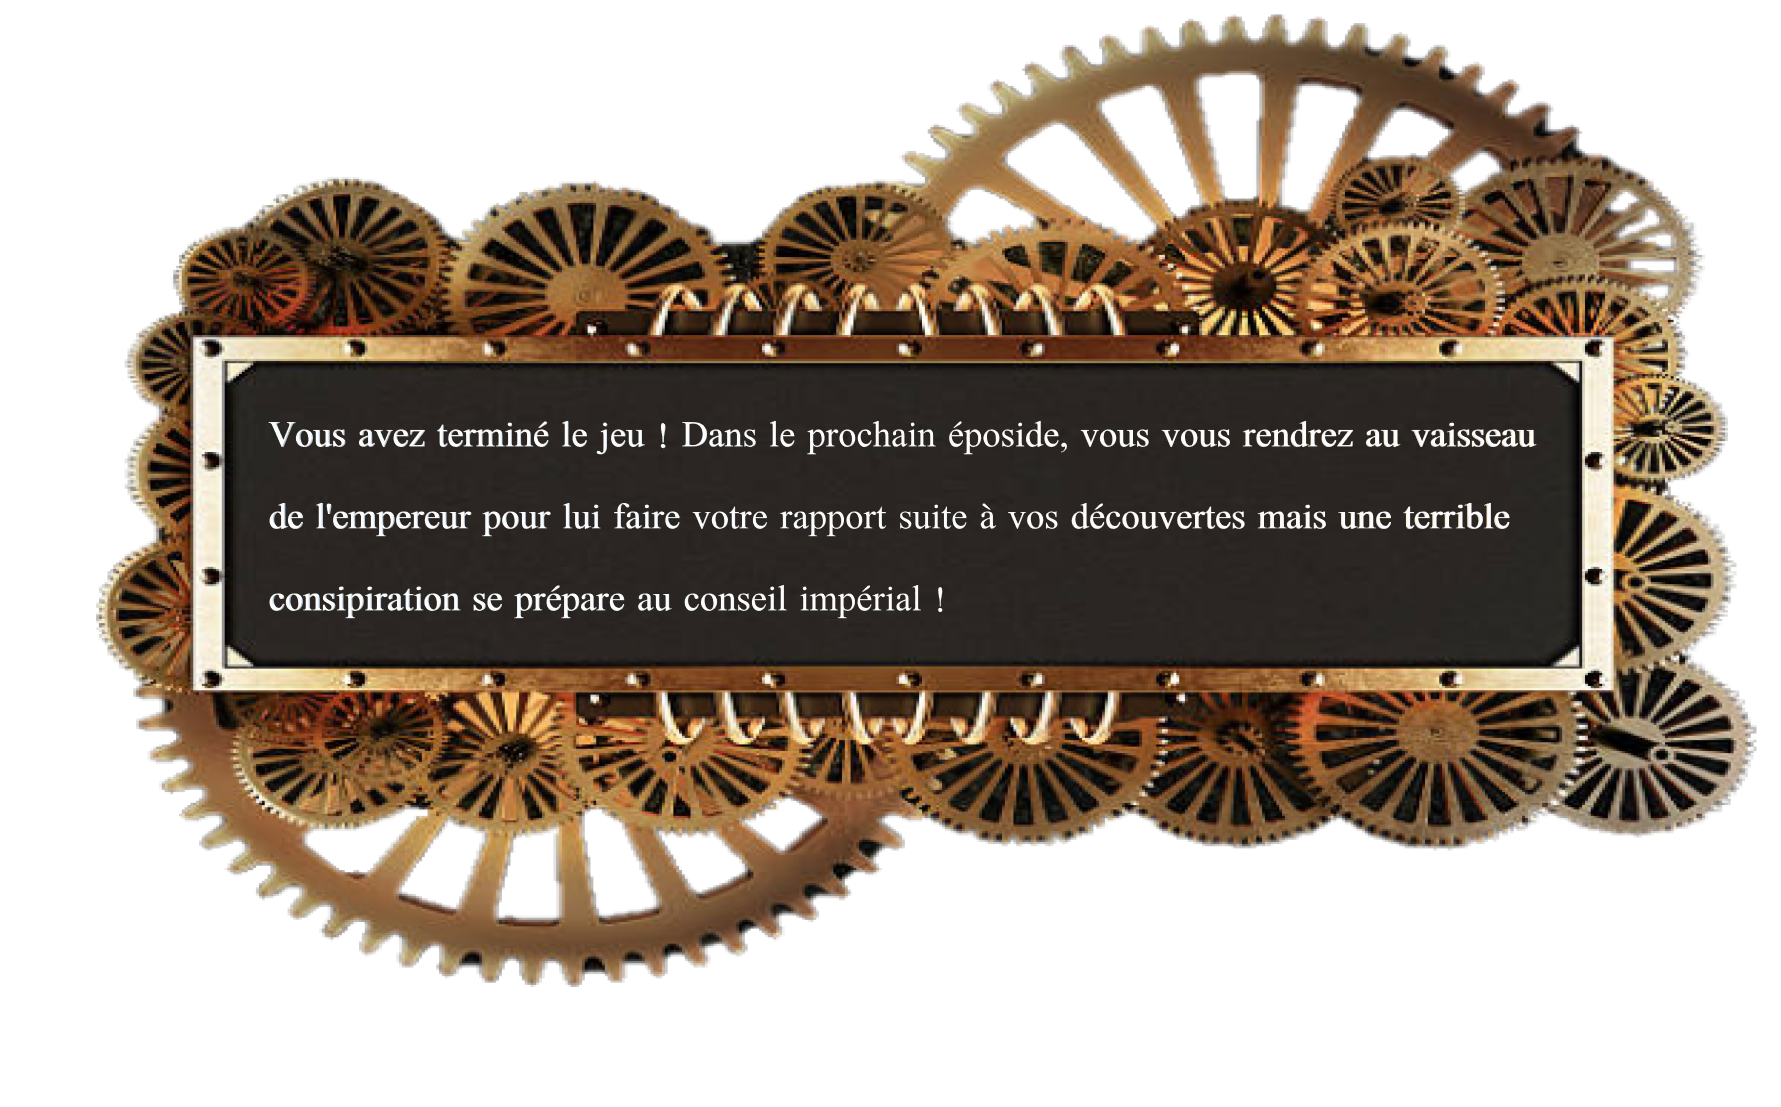 Vous avez terminé le jeu ! Dans le prochain époside, vous vous rendrez au vaisseau
de l'empereur pour lui faire votre rapport suite à vos découvertes mais une terrible
consipiration se prépare au conseil impérial !